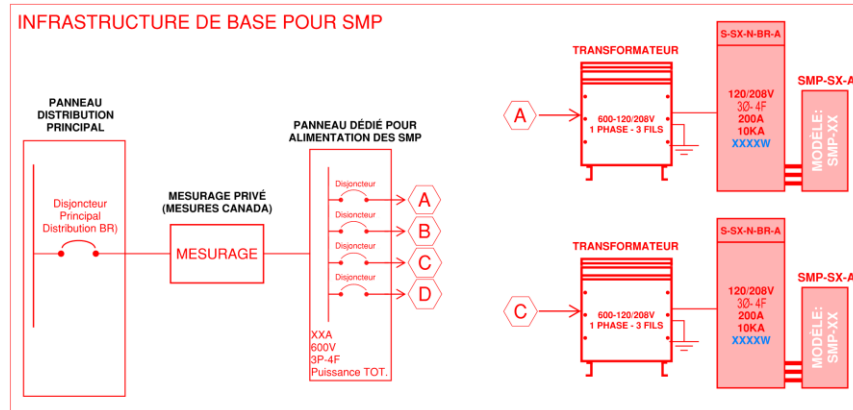 INFRASTRUCTURE DE BASE POUR SMP
PANNEAU
DISTRIBUTION
PRINCIPAL
Disjoncteur
Principal
Distribution BR)
MESURAGE PRIVÉ
(MESURES CANADA)
MESURAGE
PANNEAU DÉDIÉ POUR
ALIMENTATION DES SMP
Disjoncteur
A
Disjoncteur
B
Disjoncteur
C
Disjoncteur
D
XXA
600V
3P-4F
Puissance TOT.
A
TRANSFORMATEUR
600-120/208V
1 PHASE - 3 FILS
S-SX-N-BR-A
120/208V
3Ø- 4F
200A
10KA
XXXXW
SMP-SX-A
MODÈLE:
SMP-XX
C
TRANSFORMATEUR
600-120/208V
1 PHASE - 3 FILS
S-SX-N-BR-A
120/208V
3Ø- 4F
200A
10KA
XXXXW
SMP-SX-A
MODÈLE:
SMP-XX